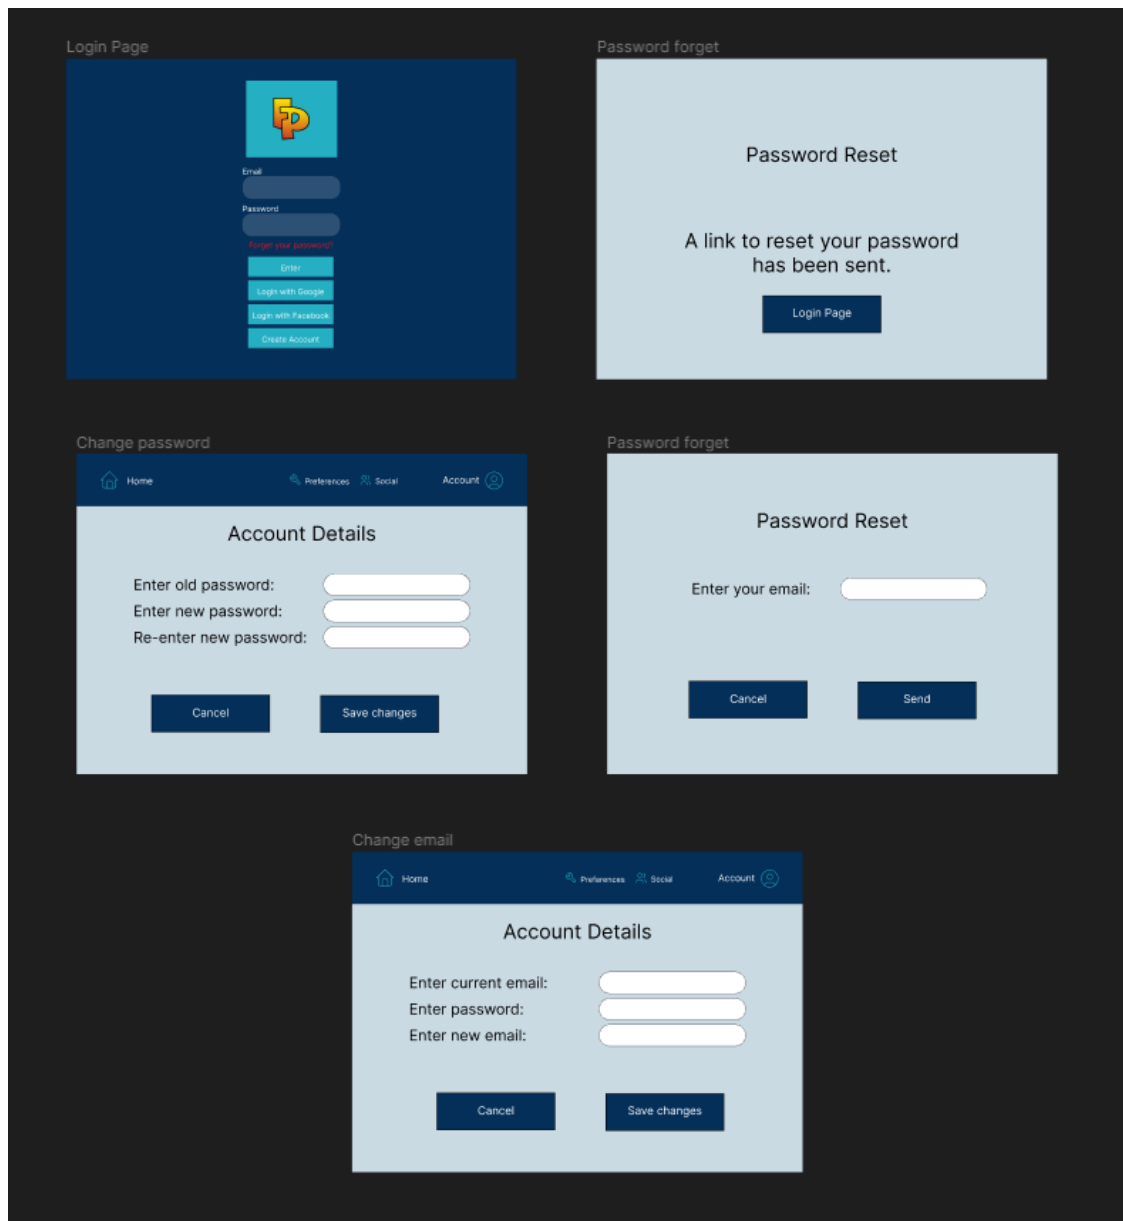 Login Page
FP
Email
Password
Forget your password?
Enter
Login with Google
Login with Facebook
Create Account
Password forget
Password Reset
A link to reset your password
has been sent.
Login Page
Change password
Home
Preferences
Social
Account
Account Details
Enter old password:
Enter new password:
Re-enter new password:
Cancel
Save changes
Password forget
Password Reset
Enter your email:
Cancel
Send
Change email
Home
Preferences
Social
Account
Account Details
Enter current email:
Enter password:
Enter new email:
Cancel
Save changes